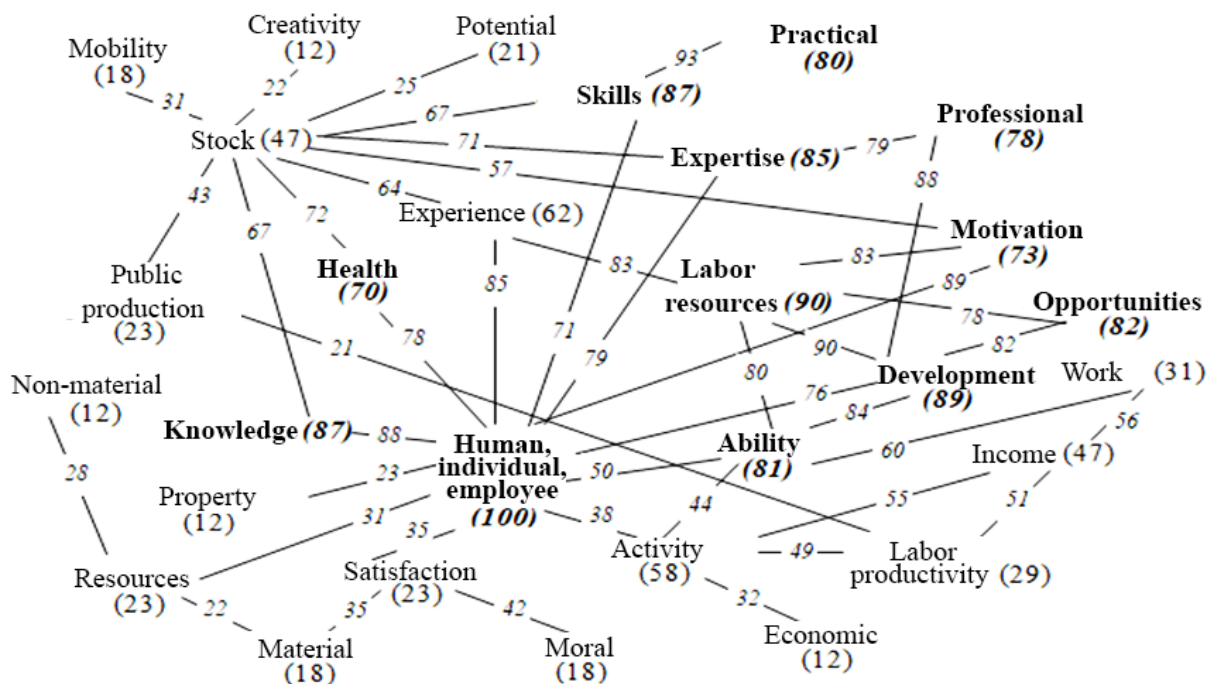 Creativity
(12)
Potential
(21)
Mobility
(18)
Practical
(80)
93
31
22
25
Skills (87)
67
Stock (47)
Professional
(78)
71
Expertise (85)
79
57
88
43
64
72
Experience (62)
67
83
Motivation
(73)
Public
production
(23)
Health
(70)
85
Labor
resources (90)
83
89
Opportunities
(82)
78
78
21
71
79
90
82
80
Non-material
(12)
76
Development
(89)
Work (31)
84
56
Knowledge (87)
88
Human,
individual,
employee
(100)
Ability
(81)
60
Income (47)
28
23
50
Property
(12)
44
55
51
31
38
35
Activity
(58)
49
Labor
productivity (29)
Resources
(23)
Satisfaction
(23)
22
35
42
32
Material
(18)
Moral
(18)
Economic
(12)